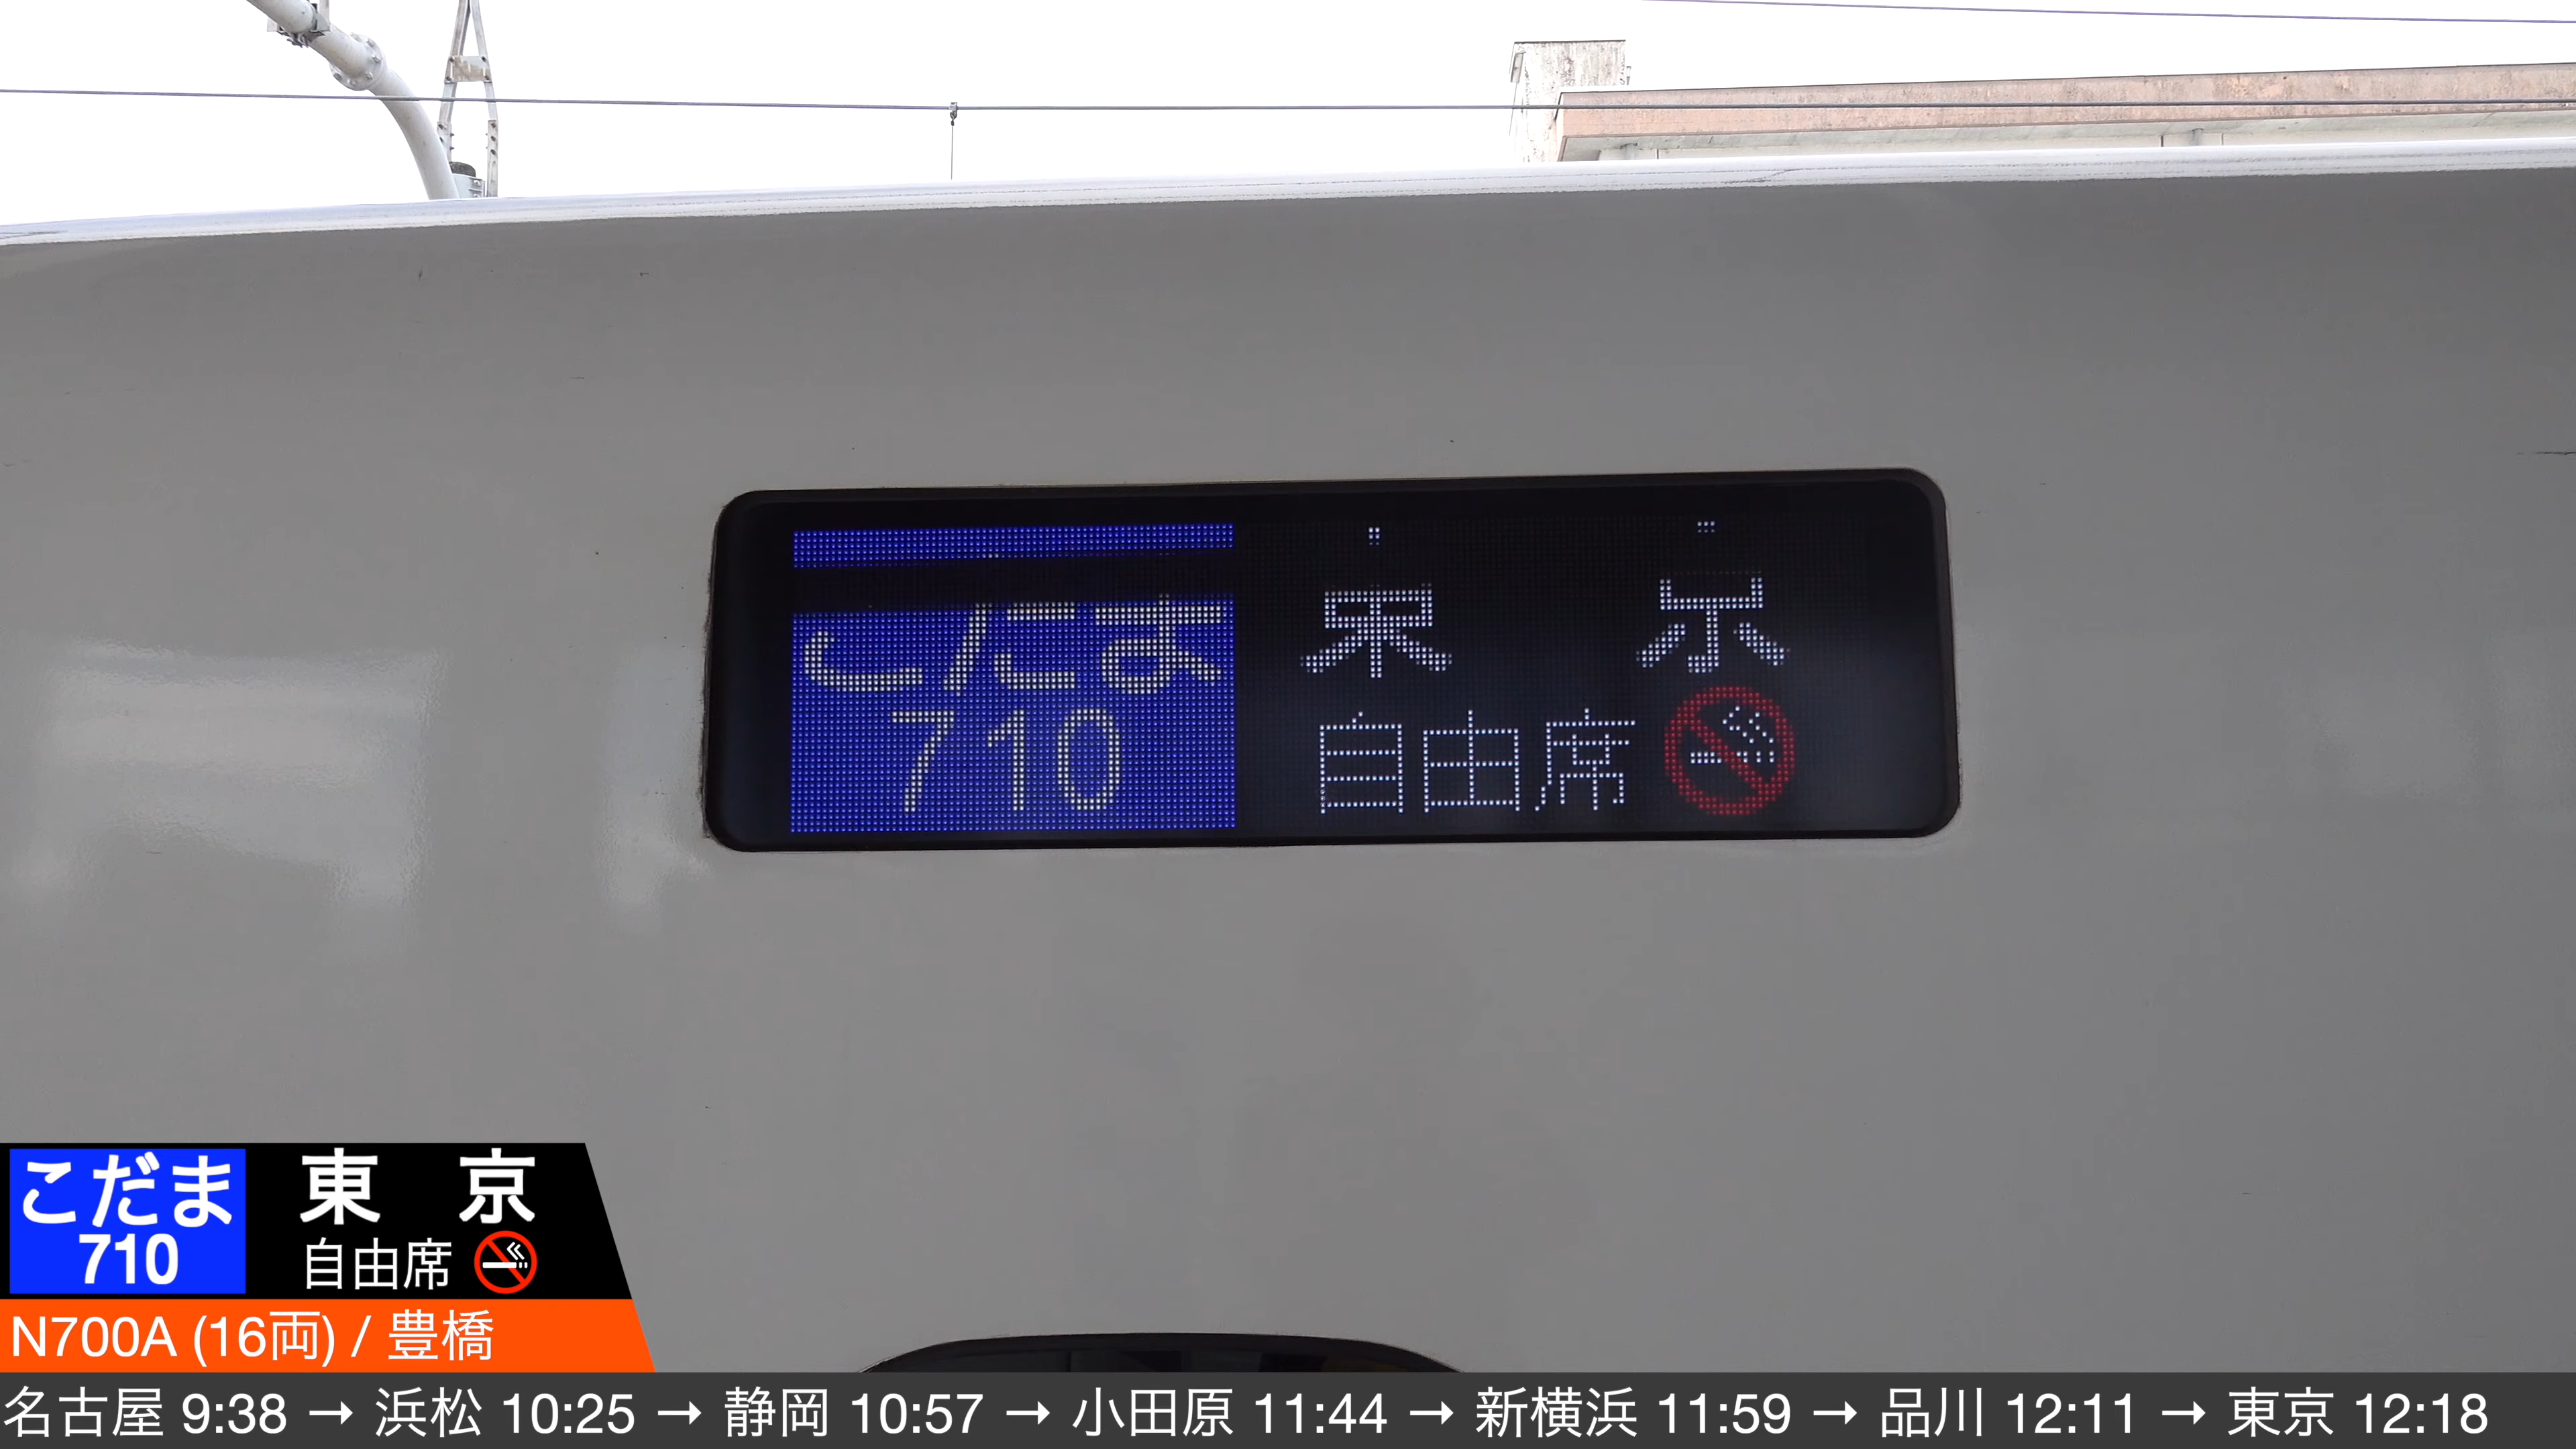 こだま 東京
710 自由席
こだま 東京
710 自由席
N700A (16両) / 豊橋
名古屋 9:38 → 浜松 10:25 → 静岡 10:57 → 小田原 11:44 → 新横浜 11:59 → 品川 12:11 → 東京 12:18